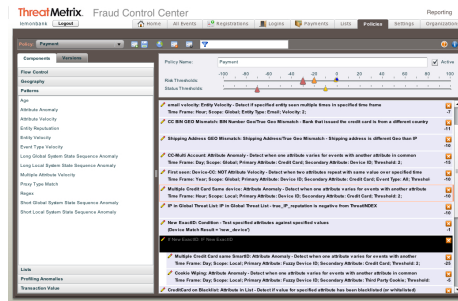 ThreatMetrix. Fraud Control Center
Reporting
lemonbank Logout
Home All Events Registrations Logins Payments Lists Policies Settings Organizations
Policy: Payment
Components Versions
Flow Control
Geography
Patterns
Age
Attribute Anomaly
Attribute Velocity
Entity Reputation
Entity Velocity
Event Type Velocity
Long Global System State Sequence Anomaly
Long Local System State Sequence Anomaly
Multiple Attribute Velocity
Proxy Type Match
Regex
Short Global System State Sequence Anomaly
Short Local System State Sequence Anomaly
Lists
Profiling Anomalies
Transaction Value
Policy Name: Payment Active
-100 -80 -60 -40 -20 0 20 40 60 80 100
Risk Thresholds:
Status Thresholds:
email velocity: Entity Velocity - Detect if specified entity seen multiple times in specified time frame
Time Frame: Hour; Scope: Global; Entity Type: Email; Velocity: 2;
CC BIN GEO Mismatch: BIN Number Geo/True Geo Mismatch - Bank that issued the credit card is from a different country
-11
Shipping Address GEO Mismatch: Shipping Address/True Geo Mismatch - Shipping address is different Geo than IP
-10
CC-Multi Account: Attribute Anomaly - Detect when one attribute varies for events with another attribute in common
Time Frame: Day; Scope: Global; Primary Attribute: Credit Card; Secondary Attribute: Device ID; Threshold: 2;
First uses: Device-CC: NOT Attribute Velocity - Detect when two attributes repeat with same value over specified time
Time Frame: Hour; Scope: Global; Primary Attribute: Device ID; Secondary Attribute: Credit Card; Event Type: All; Threshol
Multiple Credit Card Same device: Attribute Anomaly - Detect when one attribute varies for events with another attribute
Time Frame: Hour; Scope: Global; Primary Attribute: Device ID; Secondary Attribute: Credit Card; Threshold: 2;
IP in Global Threat List: IP in Global Threat List - true_IP_reputation is negative from ThreatINDEX
-10
New ExactID: Condition - Test specified attributes against specified values
(Device Match Result = 'new_device')
-1
If New ExactID: IF New ExactID
Multiple Credit Card same SmartID: Attribute Anomaly - Detect when one attribute varies for events with another
Time Frame: Day; Scope: Local; Primary Attribute: Fuzzy Device ID; Secondary Attribute: Credit Card; Threshold: 2;
Cookie Wiping: Attribute Anomaly - Detect when one attribute varies for events with another attribute in common
Time Frame: Day; Scope: Local; Primary Attribute: Fuzzy Device ID; Secondary Attribute: Third Party Cookie; Threshold:
CreditCard on Blacklist: Attribute in List - Detect if value for specified attribute has been blacklisted (or whitelisted)